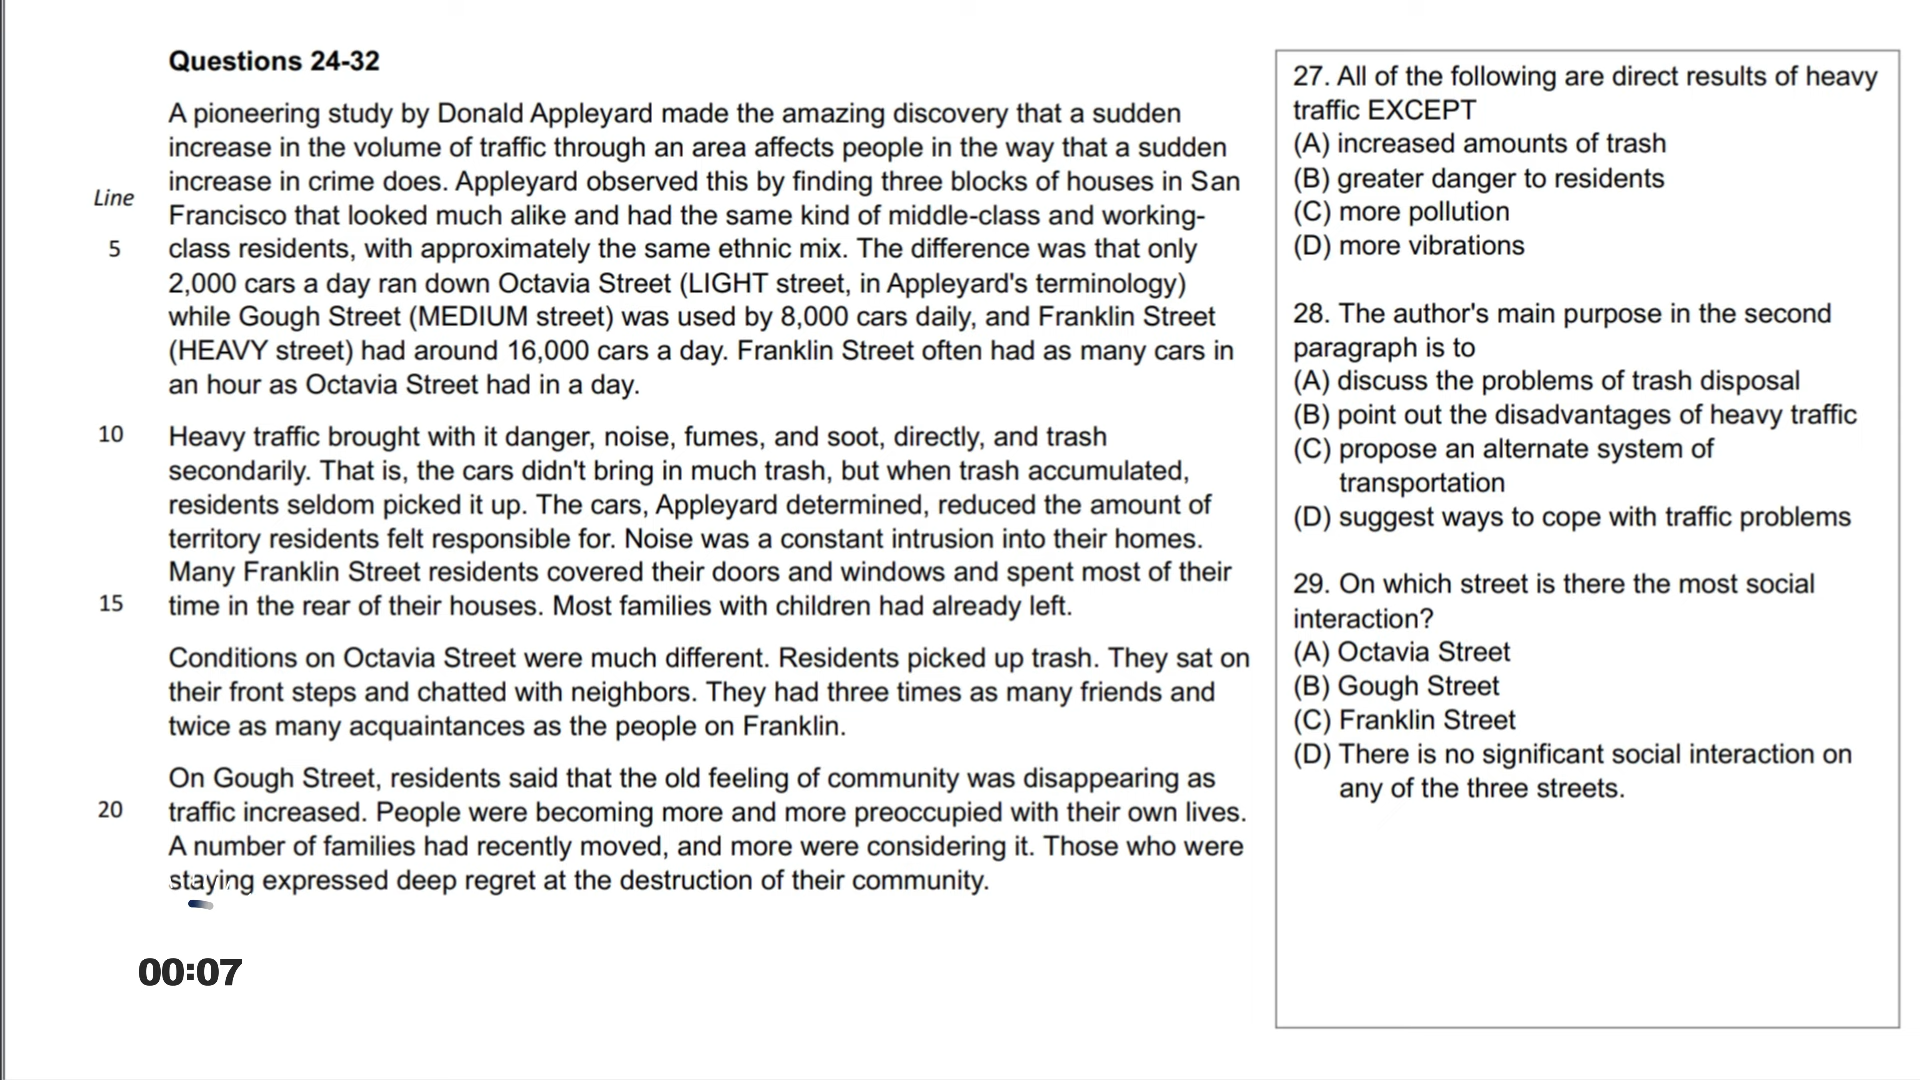 Questions 24-32
A pioneering study by Donald Appleyard made the amazing discovery that a sudden
increase in the volume of traffic through an area affects people in the way that a sudden
Line
increase in crime does. Appleyard observed this by finding three blocks of houses in San
Francisco that looked much alike and had the same kind of middle-class and working-
5 class residents, with approximately the same ethnic mix. The difference was that only
2,000 cars a day ran down Octavia Street (LIGHT street, in Appleyard's terminology)
while Gough Street (MEDIUM street) was used by 8,000 cars daily, and Franklin Street
(HEAVY street) had around 16,000 cars a day. Franklin Street often had as many cars in
an hour as Octavia Street had in a day.
10 Heavy traffic brought with it danger, noise, fumes, and soot, directly, and trash
secondarily. That is, the cars didn't bring in much trash, but when trash accumulated,
residents seldom picked it up. The cars, Appleyard determined, reduced the amount of
territory residents felt responsible for. Noise was a constant intrusion into their homes.
Many Franklin Street residents covered their doors and windows and spent most of their
15 time in the rear of their houses. Most families with children had already left.
Conditions on Octavia Street were much different. Residents picked up trash. They sat on
their front steps and chatted with neighbors. They had three times as many friends and
twice as many acquaintances as the people on Franklin.
On Gough Street, residents said that the old feeling of community was disappearing as
20 traffic increased. People were becoming more and more preoccupied with their own lives.
A number of families had recently moved, and more were considering it. Those who were
staying expressed deep regret at the destruction of their community.
00:07
27. All of the following are direct results of heavy
traffic EXCEPT
(A) increased amounts of trash
(B) greater danger to residents
(C) more pollution
(D) more vibrations
28. The author's main purpose in the second
paragraph is to
(A) discuss the problems of trash disposal
(B) point out the disadvantages of heavy traffic
(C) propose an alternate system of
transportation
(D) suggest ways to cope with traffic problems
29. On which street is there the most social
interaction?
(A) Octavia Street
(B) Gough Street
(C) Franklin Street
(D) There is no significant social interaction on
any of the three streets.